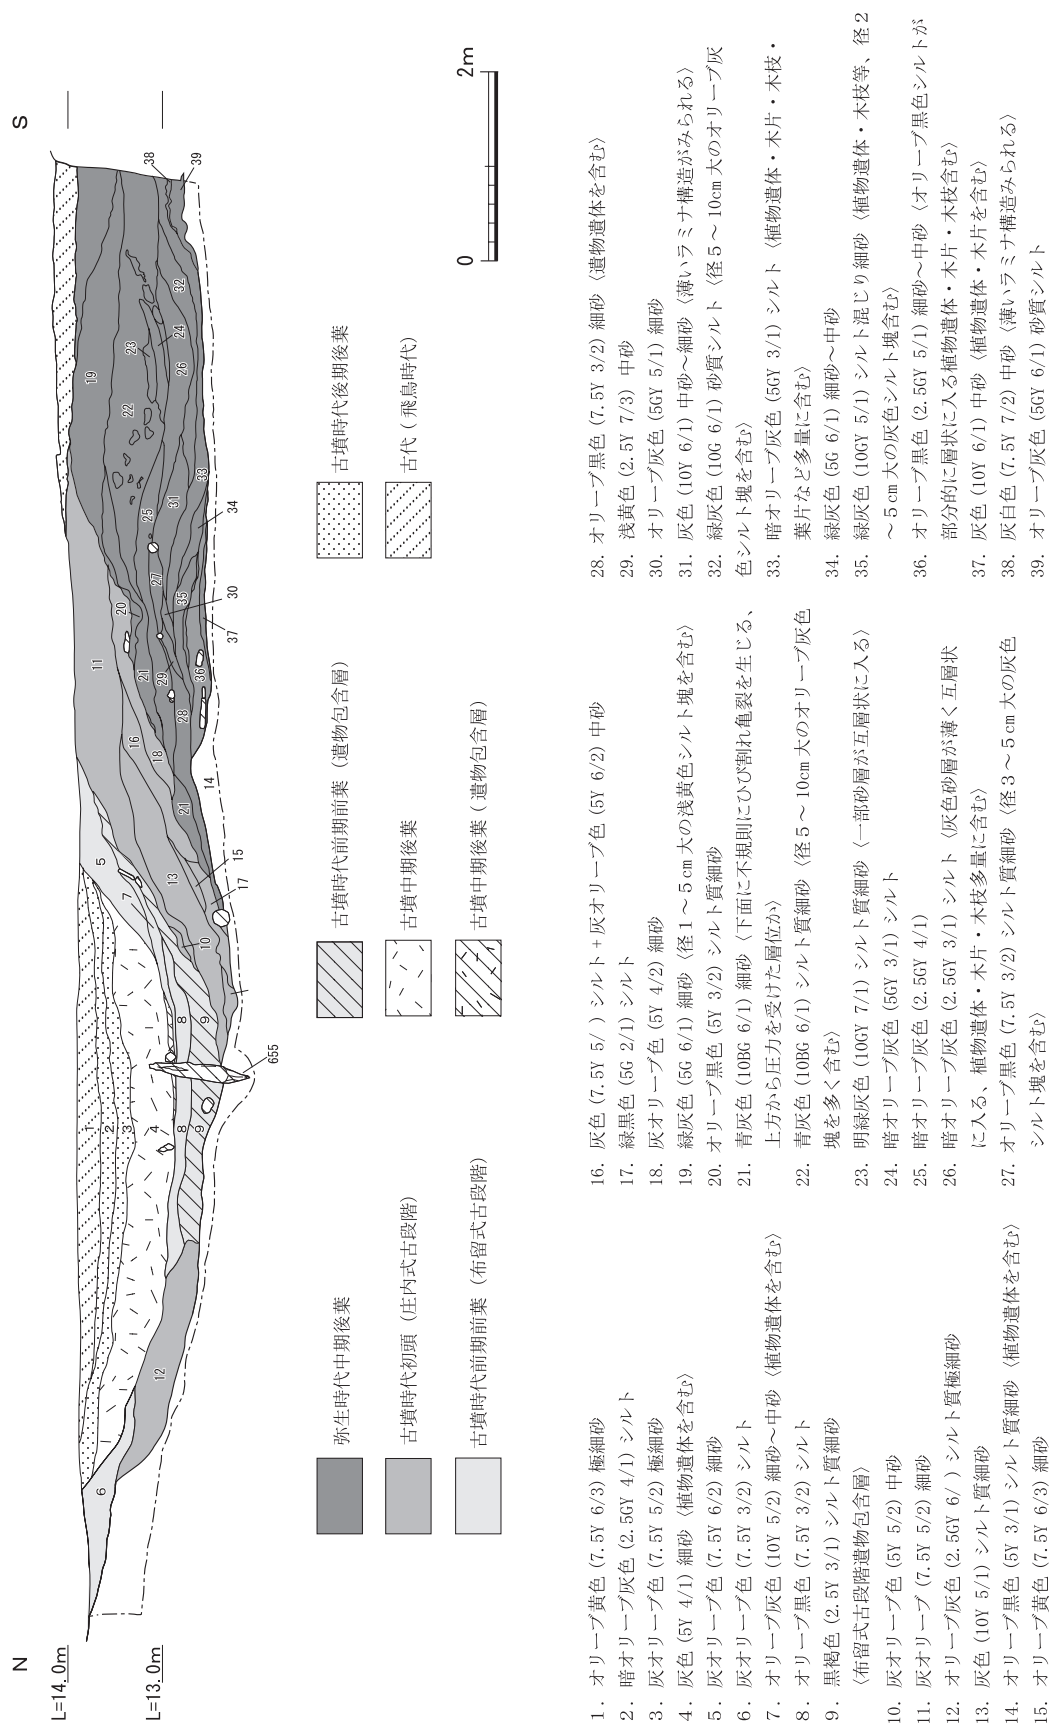 N
S
L=14.0m
L=13.0m
1
2
3
4
5
6
7
8
8
9
9
10
11
12
13
14
15
16
17
18
19
20
21
21
22
23
24
25
26
27
28
29
30
31
32
33
34
35
36
37
38
39
655
0
2m
弥生時代中期後葉
古墳時代初頭（庄内式古段階）
古墳時代前期前葉（布留式古段階）
古墳時代前期前葉（遺物包含層）
古墳中期後葉
古墳中期後葉（遺物包含層）
古墳時代後期後葉
古代（飛鳥時代）
1. オリーブ黄色 (7.5Y 6/3) 極細砂
2. 暗オリーブ灰色 (2.5GY 4/1) シルト
3. 灰オリーブ色 (7.5Y 5/2) 極細砂
4. 灰色 (5Y 4/1) 細砂〈植物遺体を含む〉
5. 灰オリーブ色 (7.5Y 6/2) 細砂
6. 灰オリーブ色 (7.5Y 3/2) シルト
7. オリーブ灰色 (10Y 5/2) 細砂～中砂〈植物遺体を含む〉
8. オリーブ黒色 (7.5Y 3/2) シルト
9. 黒褐色 (2.5Y 3/1) シルト質細砂
〈布留式古段階遺物包含層〉
10. 灰オリーブ色 (5Y 5/2) 中砂
11. 灰オリーブ (7.5Y 5/2) 細砂
12. オリーブ灰色 (2.5GY 6/ ) シルト質極細砂
13. 灰色 (10Y 5/1) シルト質細砂
14. オリーブ黒色 (5Y 3/1) シルト質細砂〈植物遺体を含む〉
15. オリーブ黄色 (7.5Y 6/3) 細砂
16. 灰色 (7.5Y 5/ ) シルト＋灰オリーブ色 (5Y 6/2) 中砂
17. 緑黒色 (5G 2/1) シルト
18. 灰オリーブ色 (5Y 4/2) 細砂
19. 緑灰色 (5G 6/1) 細砂〈径１～５cm大の浅黄色シルト塊を含む〉
20. オリーブ黒色 (5Y 3/2) シルト質細砂
21. 青灰色 (10BG 6/1) 細砂〈下面に不規則にひび割れ亀裂を生じる、
上方から圧力を受けた層位か〉
22. 青灰色 (10BG 6/1) シルト質細砂〈径５～10cm大のオリーブ灰色
塊を多く含む〉
23. 明緑灰色 (10GY 7/1) シルト質細砂〈一部砂層が互層状に入る〉
24. 暗オリーブ灰色 (5GY 3/1) シルト
25. 暗オリーブ灰色 (2.5GY 4/1)
26. 暗オリーブ灰色 (2.5GY 3/1) シルト〈灰色砂層が薄く互層状
に入る、植物遺体・木片・木枝多量に含む〉
27. オリーブ黒色 (7.5Y 3/2) シルト質細砂〈径３～５cm大の灰色
シルト塊を含む〉
28. オリーブ黒色 (7.5Y 3/2) 細砂〈遺物遺体を含む〉
29. 浅黄色 (2.5Y 7/3) 中砂
30. オリーブ灰色 (5GY 5/1) 細砂
31. 灰色 (10Y 6/1) 中砂～細砂〈薄いラミナ構造がみられる〉
32. 緑灰色 (10G 6/1) 砂質シルト〈径５～10cm大のオリーブ灰
色シルト塊を含む〉
33. 暗オリーブ灰色 (5GY 3/1) シルト〈植物遺体・木片・木枝・
葉片など多量に含む〉
34. 緑灰色 (5G 6/1) 細砂～中砂
35. 緑灰色 (10GY 5/1) シルト混じり細砂〈植物遺体・木枝等、径２
～５cm大の灰色シルト塊含む〉
36. オリーブ黒色 (2.5GY 5/1) 細砂～中砂〈オリーブ黒色シルトが
部分的に層状に入る植物遺体・木片・木枝含む〉
37. 灰色 (10Y 6/1) 中砂〈植物遺体・木片を含む〉
38. 灰白色 (7.5Y 7/2) 中砂〈薄いラミナ構造みられる〉
39. オリーブ灰色 (5GY 6/1) 砂質シルト